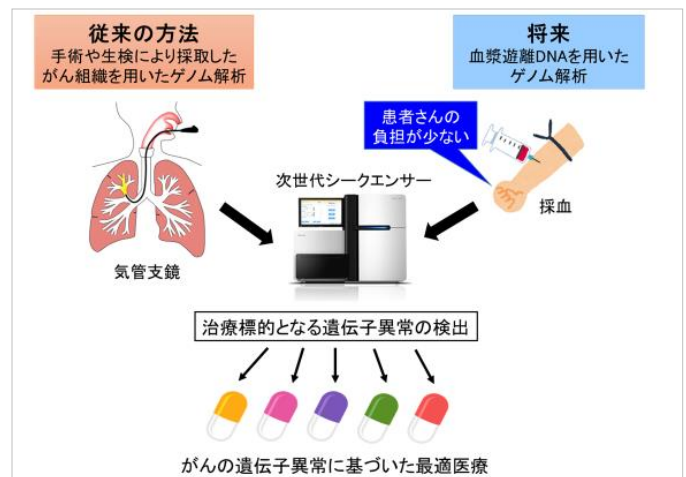 従来の方法
手術や生検により採取した
がん組織を用いたゲノム解析
将来
血漿遊離DNAを用いた
ゲノム解析
患者さんの
負担が少ない
次世代シークエンサー
採血
気管支鏡
治療標的となる遺伝子異常の検出
がんの遺伝子異常に基づいた最適医療